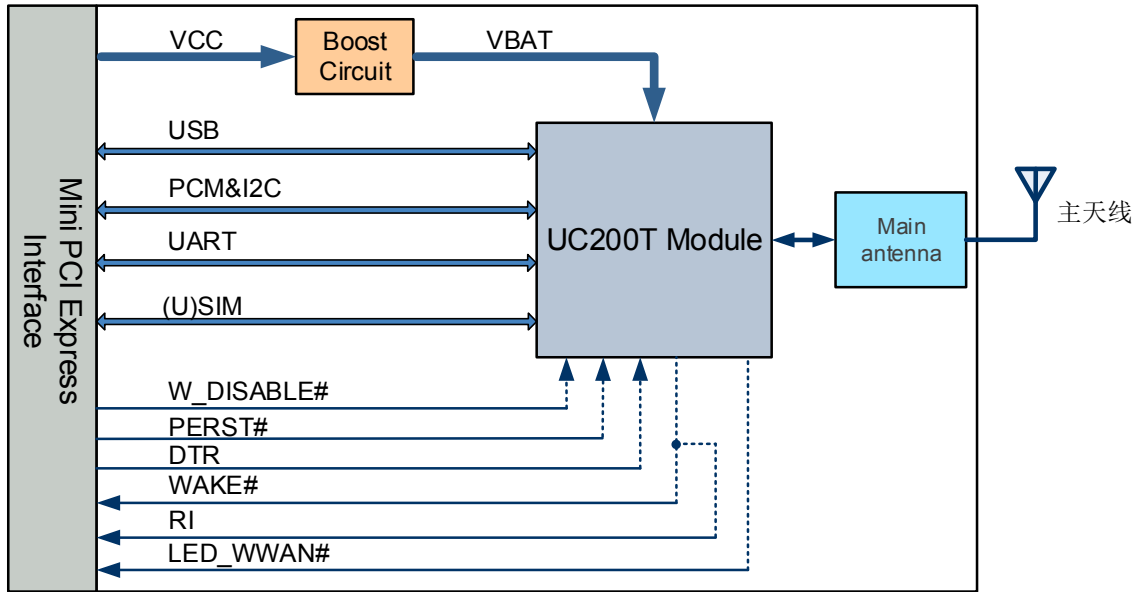 VCC
Boost
Circuit
VBAT
USB
PCM&I2C
UART
(U)SIM
Mini PCI Express
Interface
UC200T Module
Main
antenna
主天线
W_DISABLE#
PERST#
DTR
WAKE#
RI
LED_WWAN#